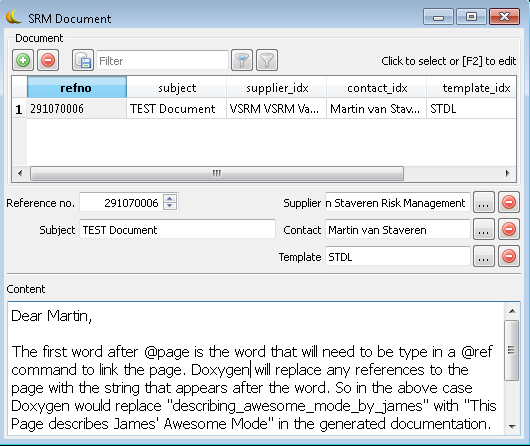 SRM Document
Document
Filter
Click to select or [F2] to edit
refno subject supplier_idx contact_idx template_idx
1 291070006 TEST Document VSRM VSRM Va... Martin van Stav... STDL
Reference no. 291070006 Supplier n Staveren Risk Management ...
Subject TEST Document Contact Martin van Staveren ...
Template STDL ...
Content
Dear Martin,
The first word after @page is the word that will need to be type in a @ref
command to link the page. Doxygen will replace any references to the
page with the string that appears after the word. So in the above case
Doxygen would replace "describing_awesome_mode_by_james" with "This
Page describes James' Awesome Mode" in the generated documentation.